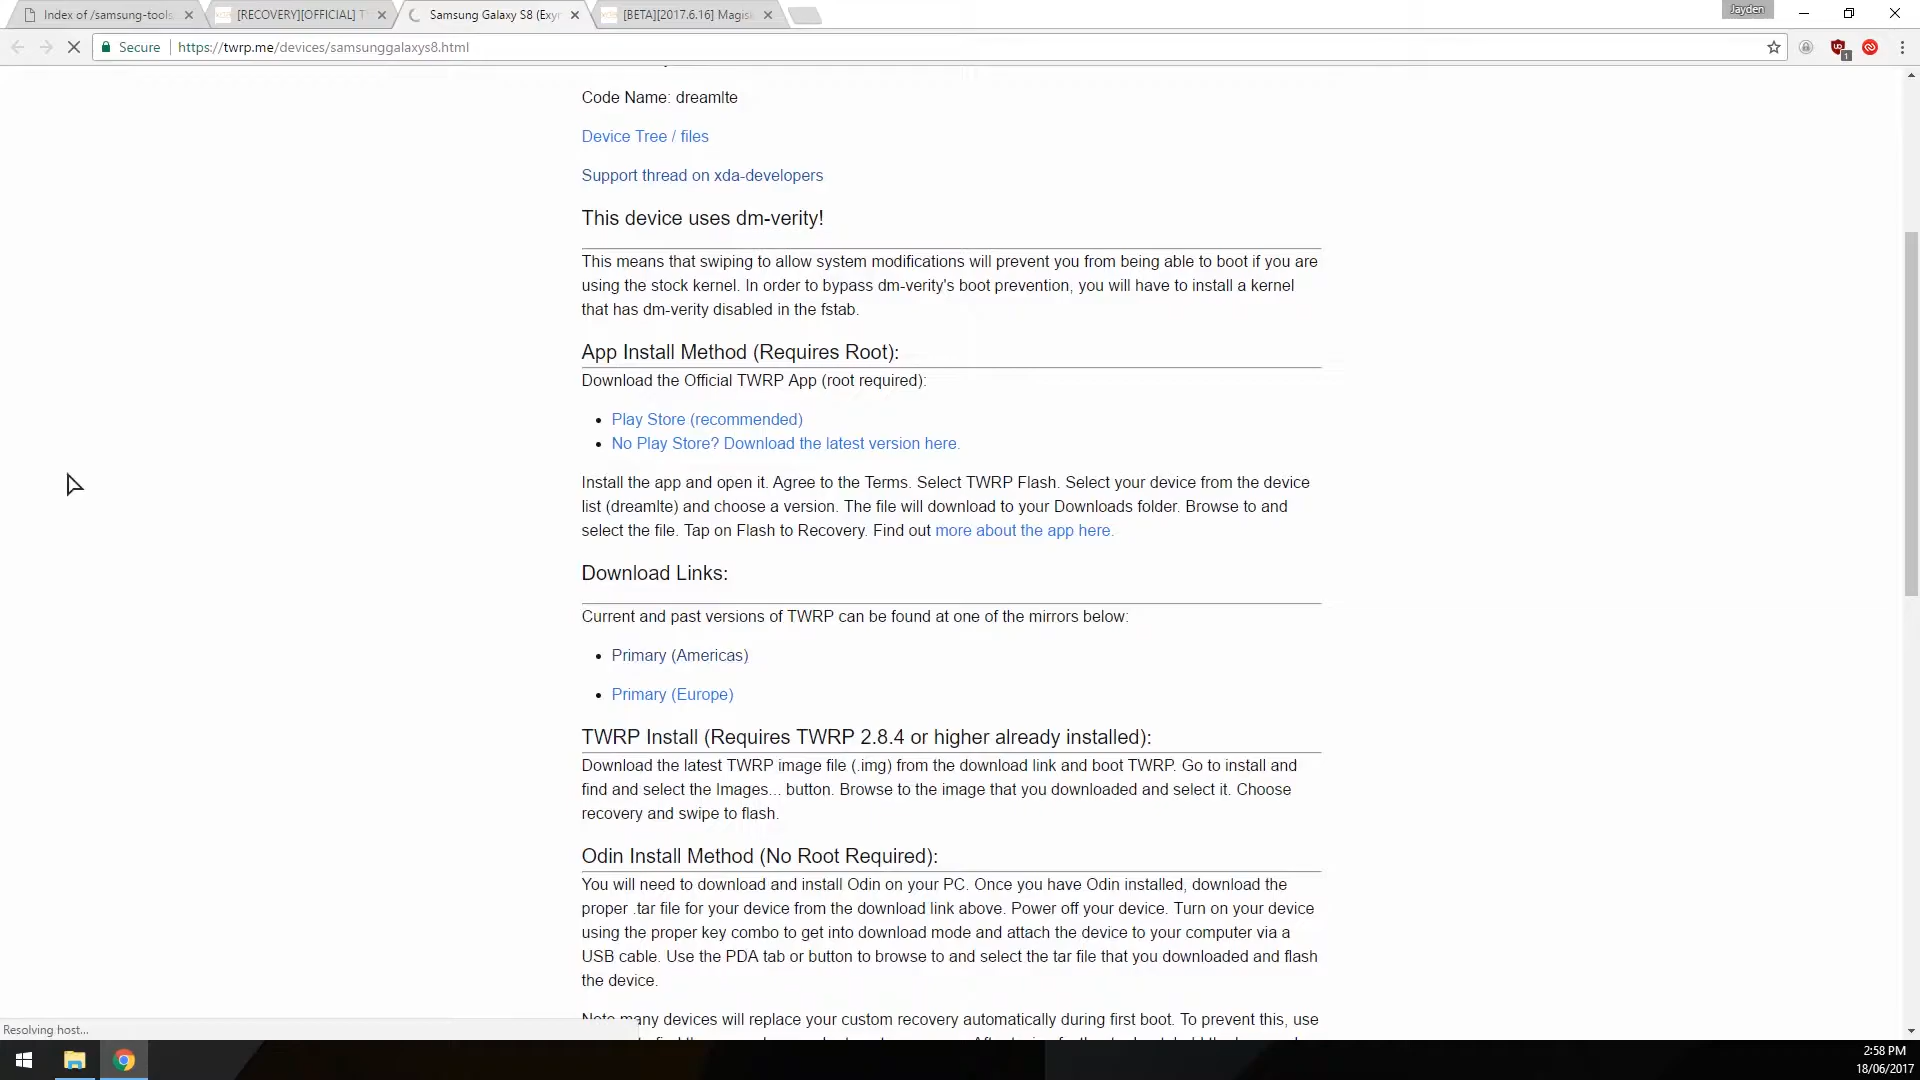 Index of /samsung-tools
[RECOVERY][OFFICIAL] T
Samsung Galaxy S8 (Exyn
[BETA][2017.6.16] Magis
Jayden
Secure
https://twrp.me/devices/samsunggalaxys8.html
1
Code Name: dreamlte
Device Tree / files
Support thread on xda-developers
This device uses dm-verity!
This means that swiping to allow system modifications will prevent you from being able to boot if you are
using the stock kernel. In order to bypass dm-verity's boot prevention, you will have to install a kernel
that has dm-verity disabled in the fstab.
App Install Method (Requires Root):
Download the Official TWRP App (root required):
• Play Store (recommended)
• No Play Store? Download the latest version here.
Install the app and open it. Agree to the Terms. Select TWRP Flash. Select your device from the device
list (dreamlte) and choose a version. The file will download to your Downloads folder. Browse to and
select the file. Tap on Flash to Recovery. Find out more about the app here.
Download Links:
Current and past versions of TWRP can be found at one of the mirrors below:
• Primary (Americas)
• Primary (Europe)
TWRP Install (Requires TWRP 2.8.4 or higher already installed):
Download the latest TWRP image file (.img) from the download link and boot TWRP. Go to install and
find and select the Images... button. Browse to the image that you downloaded and select it. Choose
recovery and swipe to flash.
Odin Install Method (No Root Required):
You will need to download and install Odin on your PC. Once you have Odin installed, download the
proper .tar file for your device from the download link above. Power off your device. Turn on your device
using the proper key combo to get into download mode and attach the device to your computer via a
USB cable. Use the PDA tab or button to browse to and select the tar file that you downloaded and flash
the device.
Note many devices will replace your custom recovery automatically during first boot. To prevent this, use
Resolving host...
2:58 PM
18/06/2017